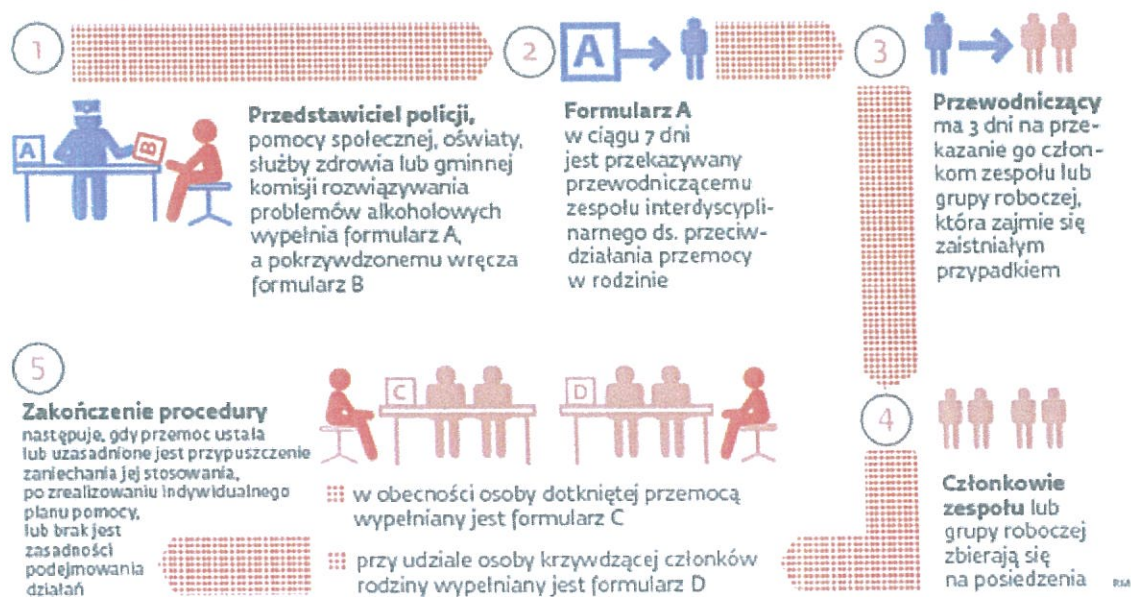 1
A
B
Przedstawiciel policji,
pomocy społecznej, oświaty,
służby zdrowia lub gminnej
komisji rozwiązywania
problemów alkoholowych
wypełnia formularz A,
a pokrzywdzonemu wręcza
formularz B
2
A
Formularz A
w ciągu 7 dni
jest przekazywany
przewodniczącemu
zespołu interdyscypli-
narnego ds. przeciw-
działania przemocy
w rodzinie
3
Przewodniczący
ma 3 dni na prze-
kazanie go człon-
kom zespołu lub
grupy roboczej,
która zajmie się
zaistniałym
przypadkiem
4
Członkowie
zespołu lub
grupy roboczej
zbierają się
na posiedzenia
C
D
w obecności osoby dotkniętej przemocą
wypełniany jest formularz C
przy udziale osoby krzywdzącej członków
rodziny wypełniany jest formularz D
5
Zakończenie procedury
następuje, gdy przemoc ustała
lub uzasadnione jest przypuszczenie
zaniechania jej stosowania,
po zrealizowaniu indywidualnego
planu pomocy,
lub brak jest
zasadności
podejmowania
działań
RM